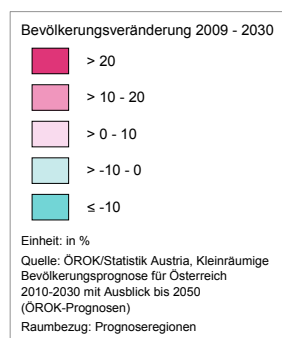 Bevölkerungsveränderung 2009 - 2030
> 20
> 10 - 20
> 0 - 10
> -10 - 0
≤ -10
Einheit: in %
Quelle: ÖROK/Statistik Austria, Kleinräumige
Bevölkerungsprognose für Österreich
2010-2030 mit Ausblick bis 2050
(ÖROK-Prognosen)
Raumbezug: Prognoseregionen